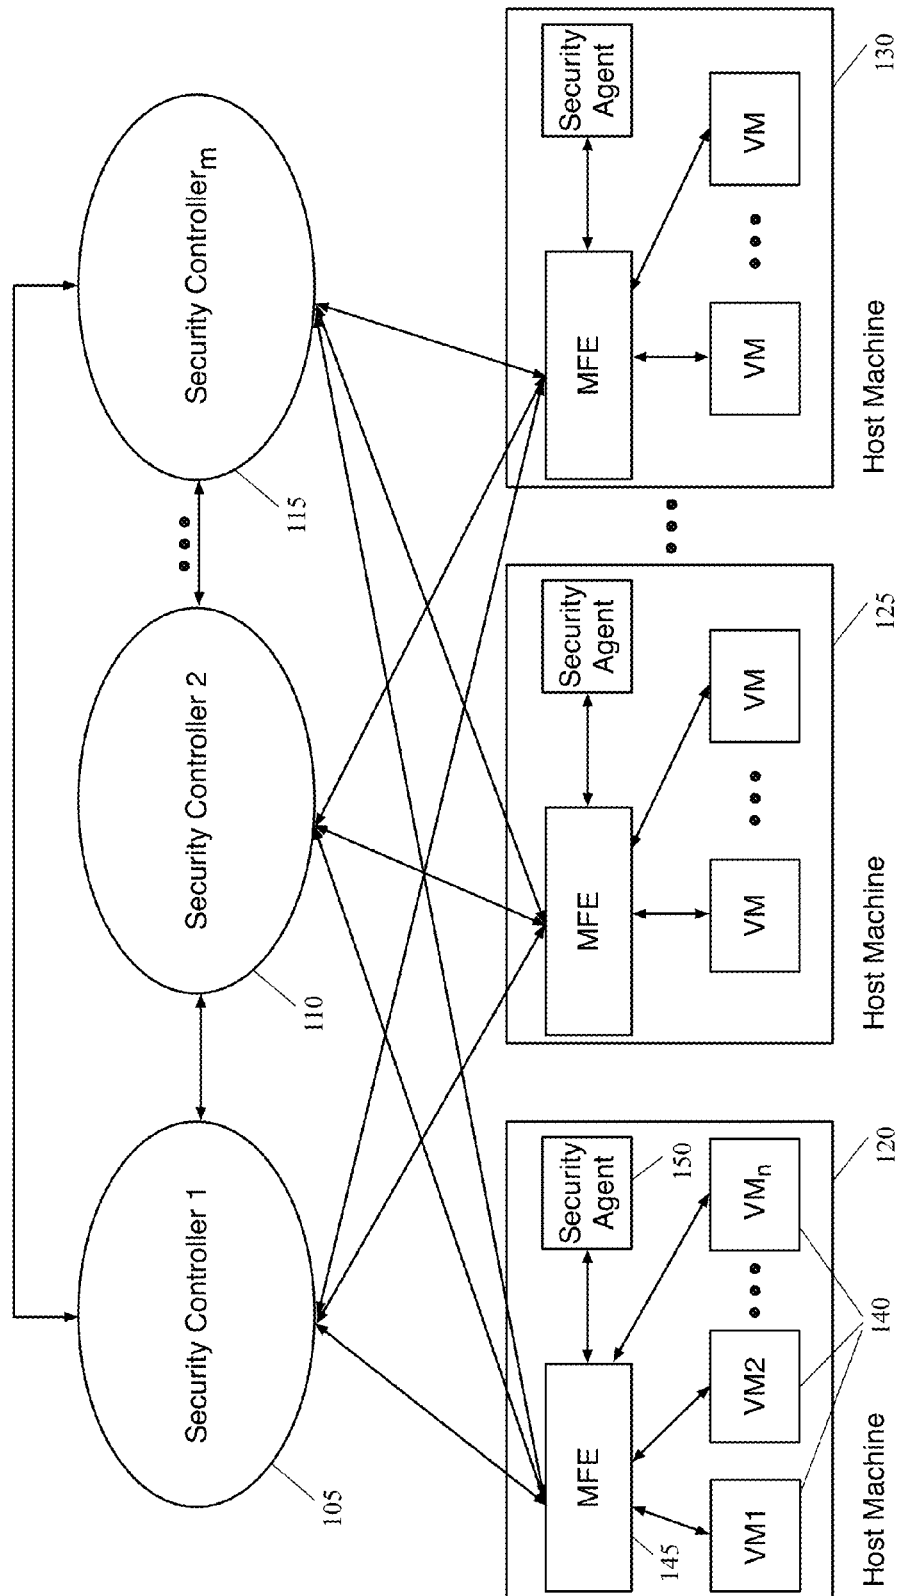 Security Controller 1
105
Security Controller 2
110
Security Controllerm
115
MFE
145
Security
Agent
150
VM1
VM2
VMn
140
120
Host Machine
MFE
Security
Agent
VM
VM
125
Host Machine
MFE
Security
Agent
VM
VM
130
Host Machine